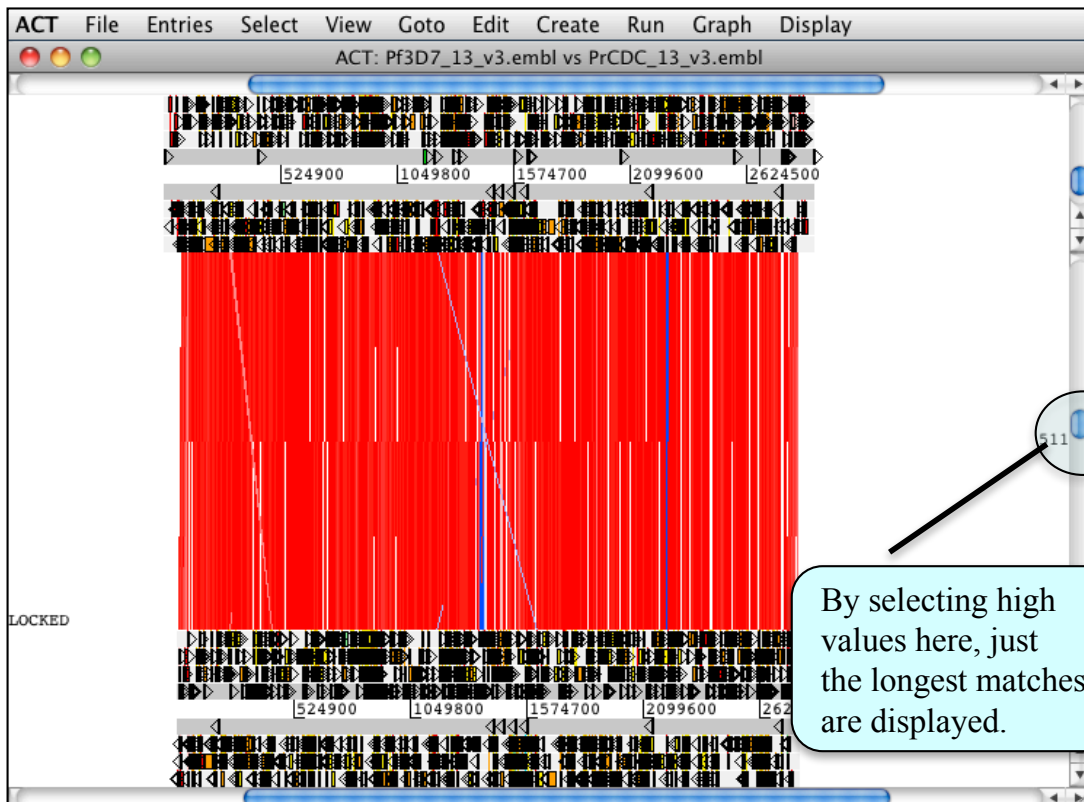 ACT File Entries Select View Goto Edit Create Run Graph Display
ACT: Pf3D7_13_v3.embl vs PrCDC_13_v3.embl
524900 1049800 1574700 2099600 2624500
511
LOCKED
By selecting high
values here, just
the longest matches
are displayed.
524900 1049800 1574700 2099600 262